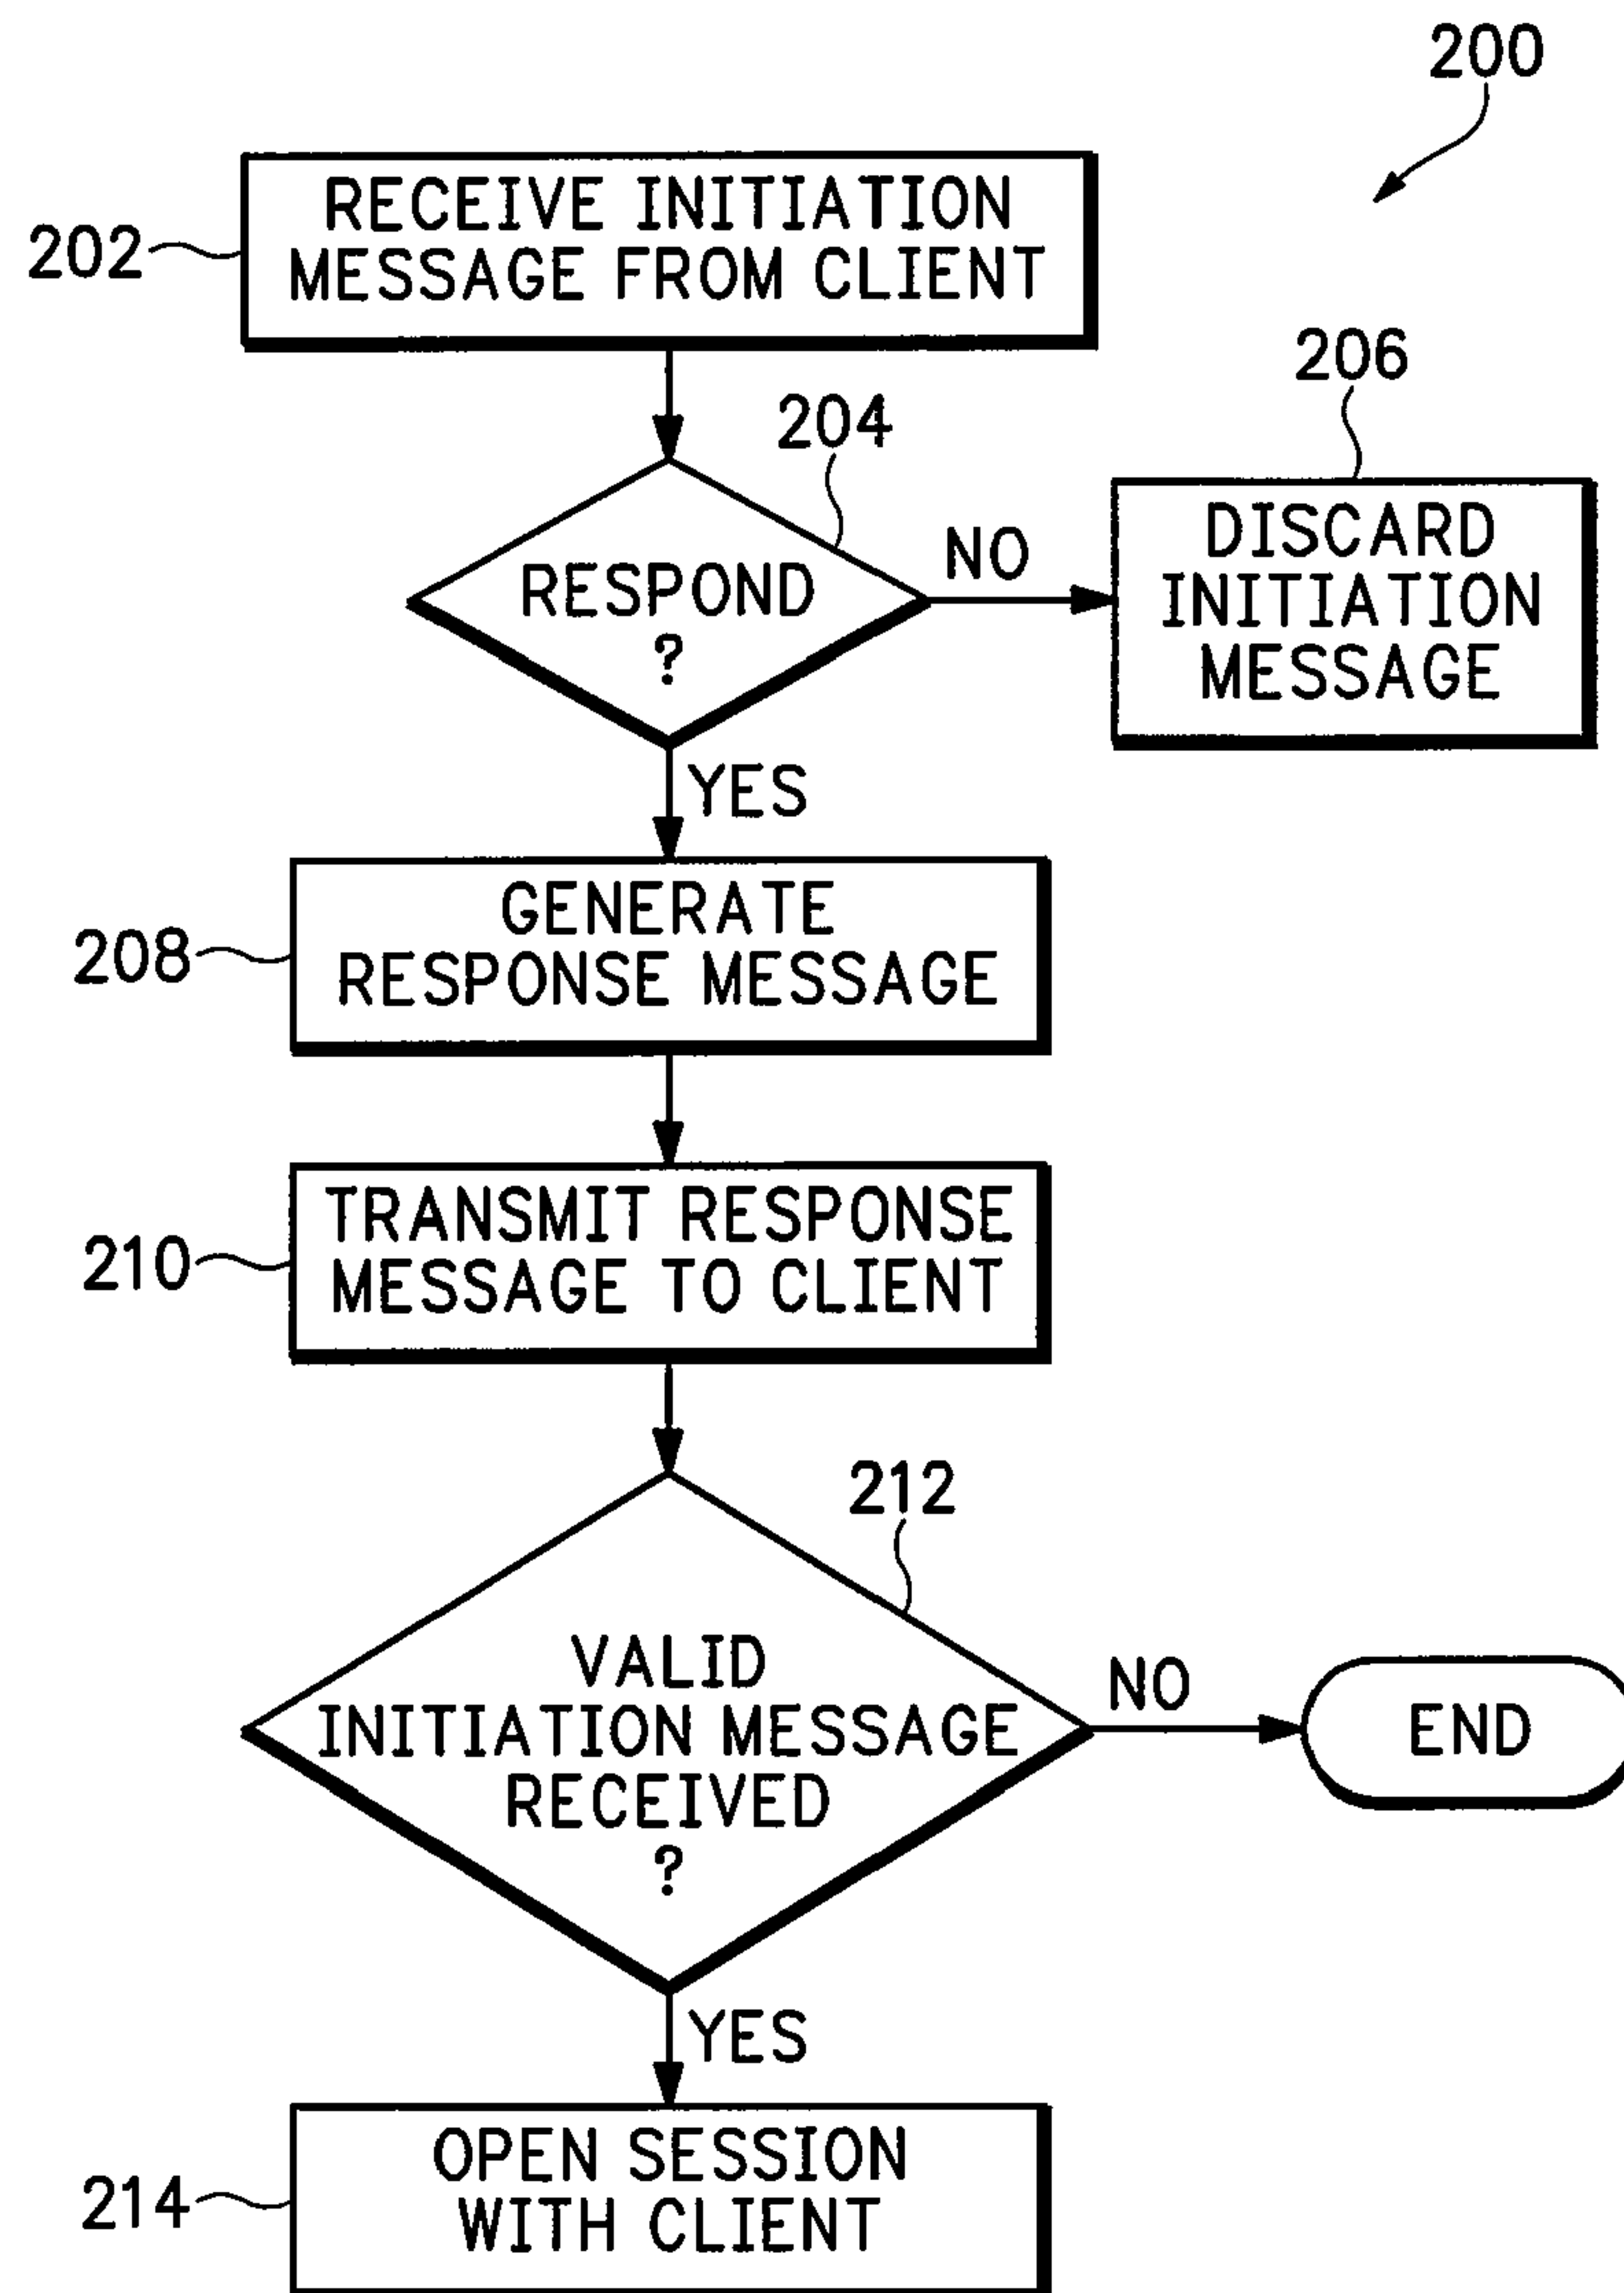 200
202
RECEIVE INITIATION
MESSAGE FROM CLIENT
204
RESPOND
?
NO
206
DISCARD
INITIATION
MESSAGE
YES
208
GENERATE
RESPONSE MESSAGE
210
TRANSMIT RESPONSE
MESSAGE TO CLIENT
212
VALID
INITIATION MESSAGE
RECEIVED
?
NO
END
YES
214
OPEN SESSION
WITH CLIENT